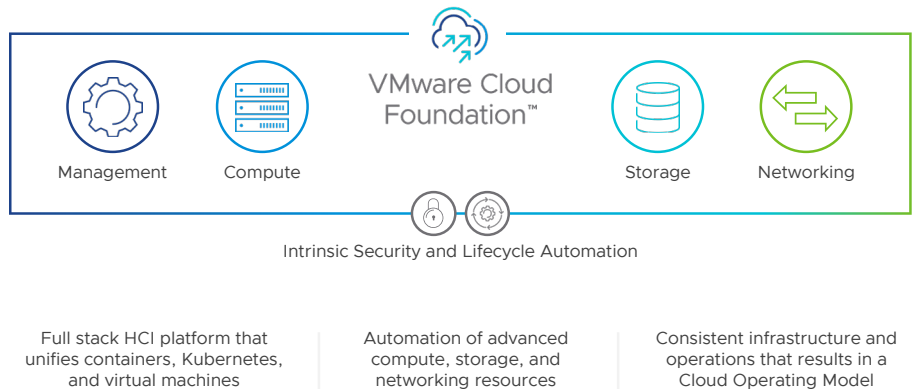 VMware Cloud
Foundation™
Management
Compute
Storage
Networking
Intrinsic Security and Lifecycle Automation
Full stack HCI platform that
unifies containers, Kubernetes,
and virtual machines
Automation of advanced
compute, storage, and
networking resources
Consistent infrastructure and
operations that results in a
Cloud Operating Model